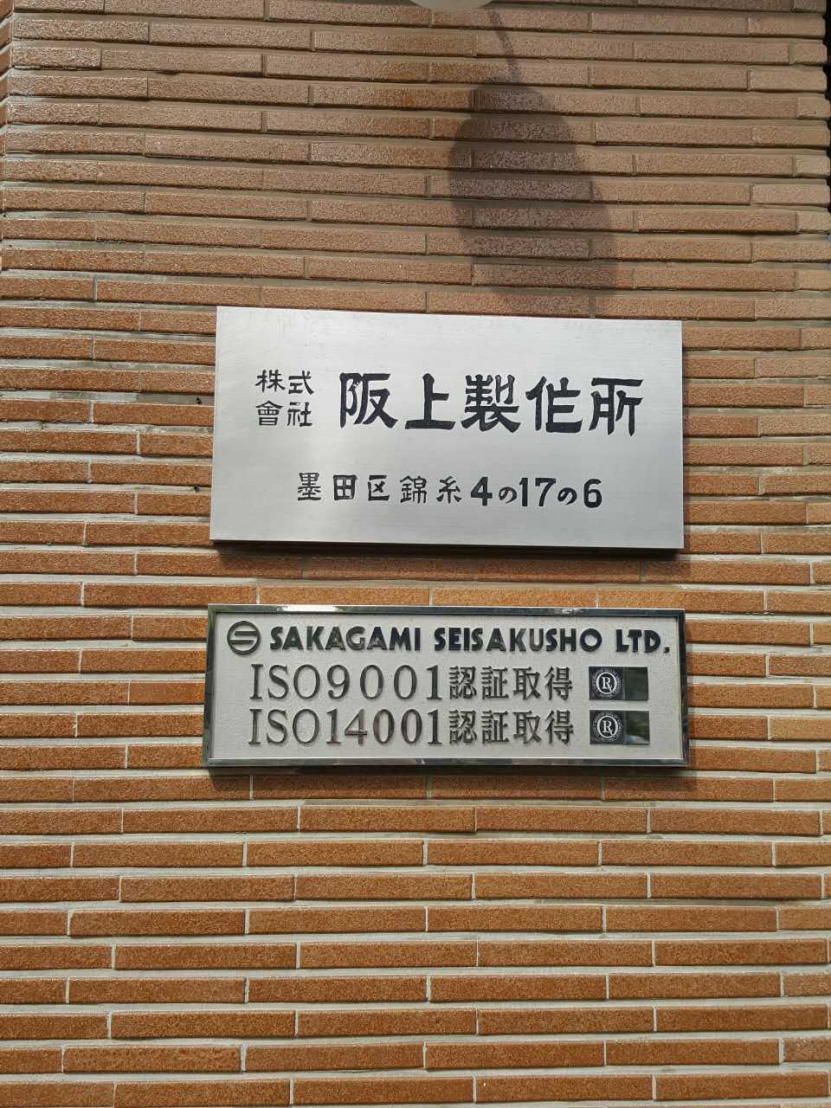 株式會社 阪上製作所
墨田区錦糸4の17の6
SAKAGAMI SEISAKUSHO LTD.
ISO9001認証取得 ®
ISO14001認証取得 ®